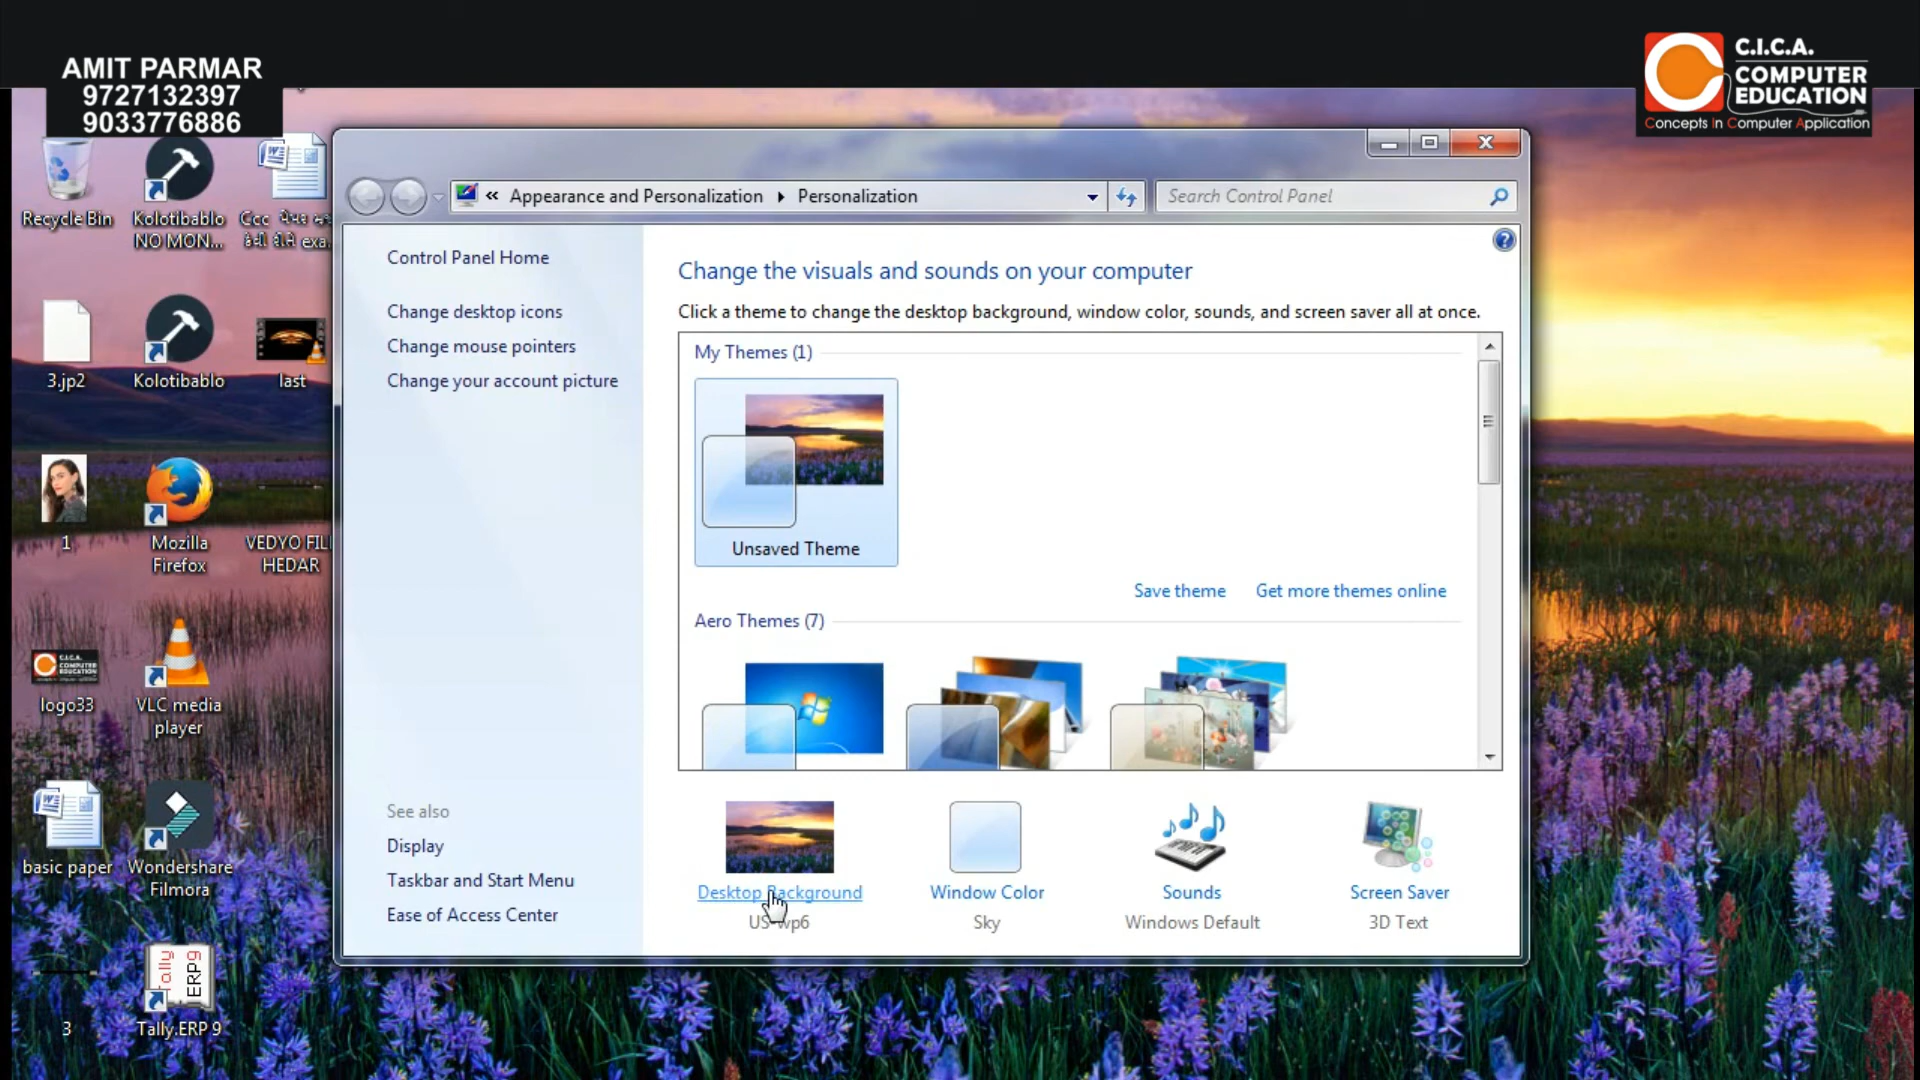 AMIT PARMAR
9727132397
9033776886
C.I.C.A.
COMPUTER
EDUCATION
Concepts In Computer Application
Recycle Bin
Kolotibablo
NO MON...
Ccc
exa
3.jp2
Kolotibablo
last
1
Mozilla
Firefox
VEDYO FIL
HEDAR
logo33
VLC media
player
basic paper
Wondershare
Filmora
3
Tally.ERP 9
« Appearance and Personalization
Personalization
Search Control Panel
Control Panel Home
Change desktop icons
Change mouse pointers
Change your account picture
See also
Display
Taskbar and Start Menu
Ease of Access Center
Change the visuals and sounds on your computer
Click a theme to change the desktop background, window color, sounds, and screen saver all at once.
My Themes (1)
Unsaved Theme
Save theme
Get more themes online
Aero Themes (7)
Desktop Background
Window Color
Sky
Sounds
Windows Default
Screen Saver
3D Text